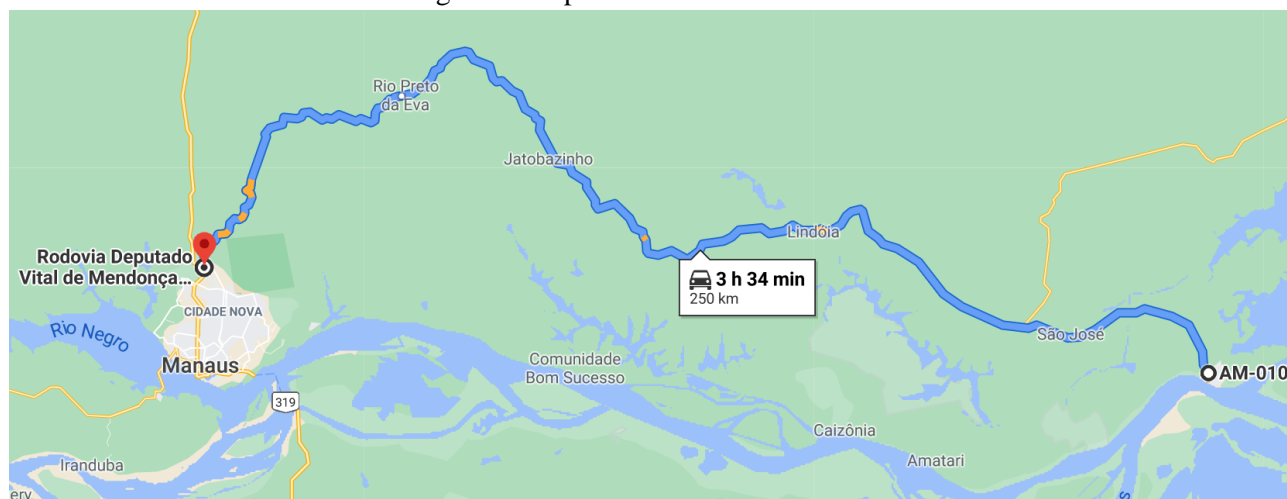 Rio Preto
da Eva
Jatobazinho
Rodovia Deputado
Vital de Mendonça...
CIDADE NOVA
Rio Negro
Manaus
Lindóia
3 h 34 min
250 km
São José
AM-010
Comunidade
Bom Sucesso
319
Caizônia
Amatari
Iranduba
ery